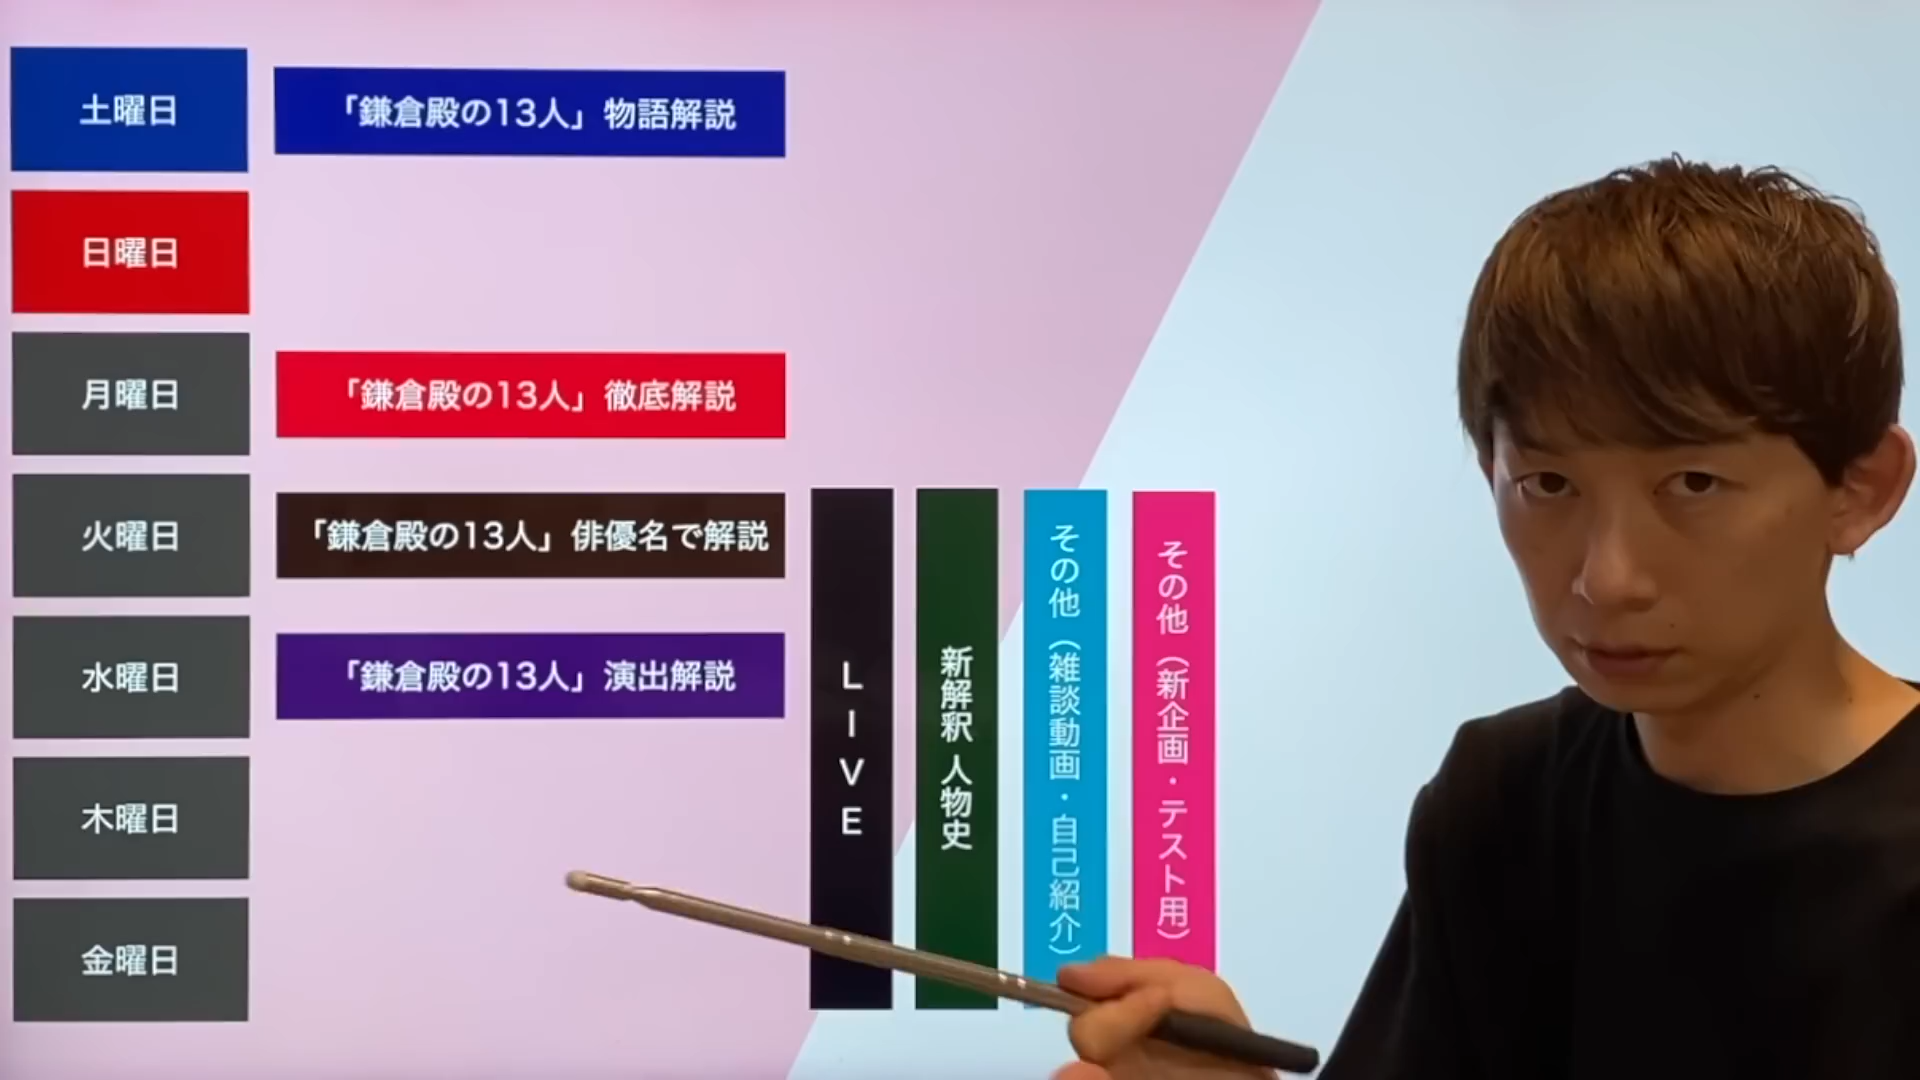 土曜日
「鎌倉殿の13人」物語解説
日曜日
月曜日
「鎌倉殿の13人」徹底解説
火曜日
「鎌倉殿の13人」俳優名で解説
水曜日
「鎌倉殿の13人」演出解説
木曜日
金曜日
LIVE
新解釈 人物史
その他（雑談動画・自己紹介）
その他（新企画・テスト用）